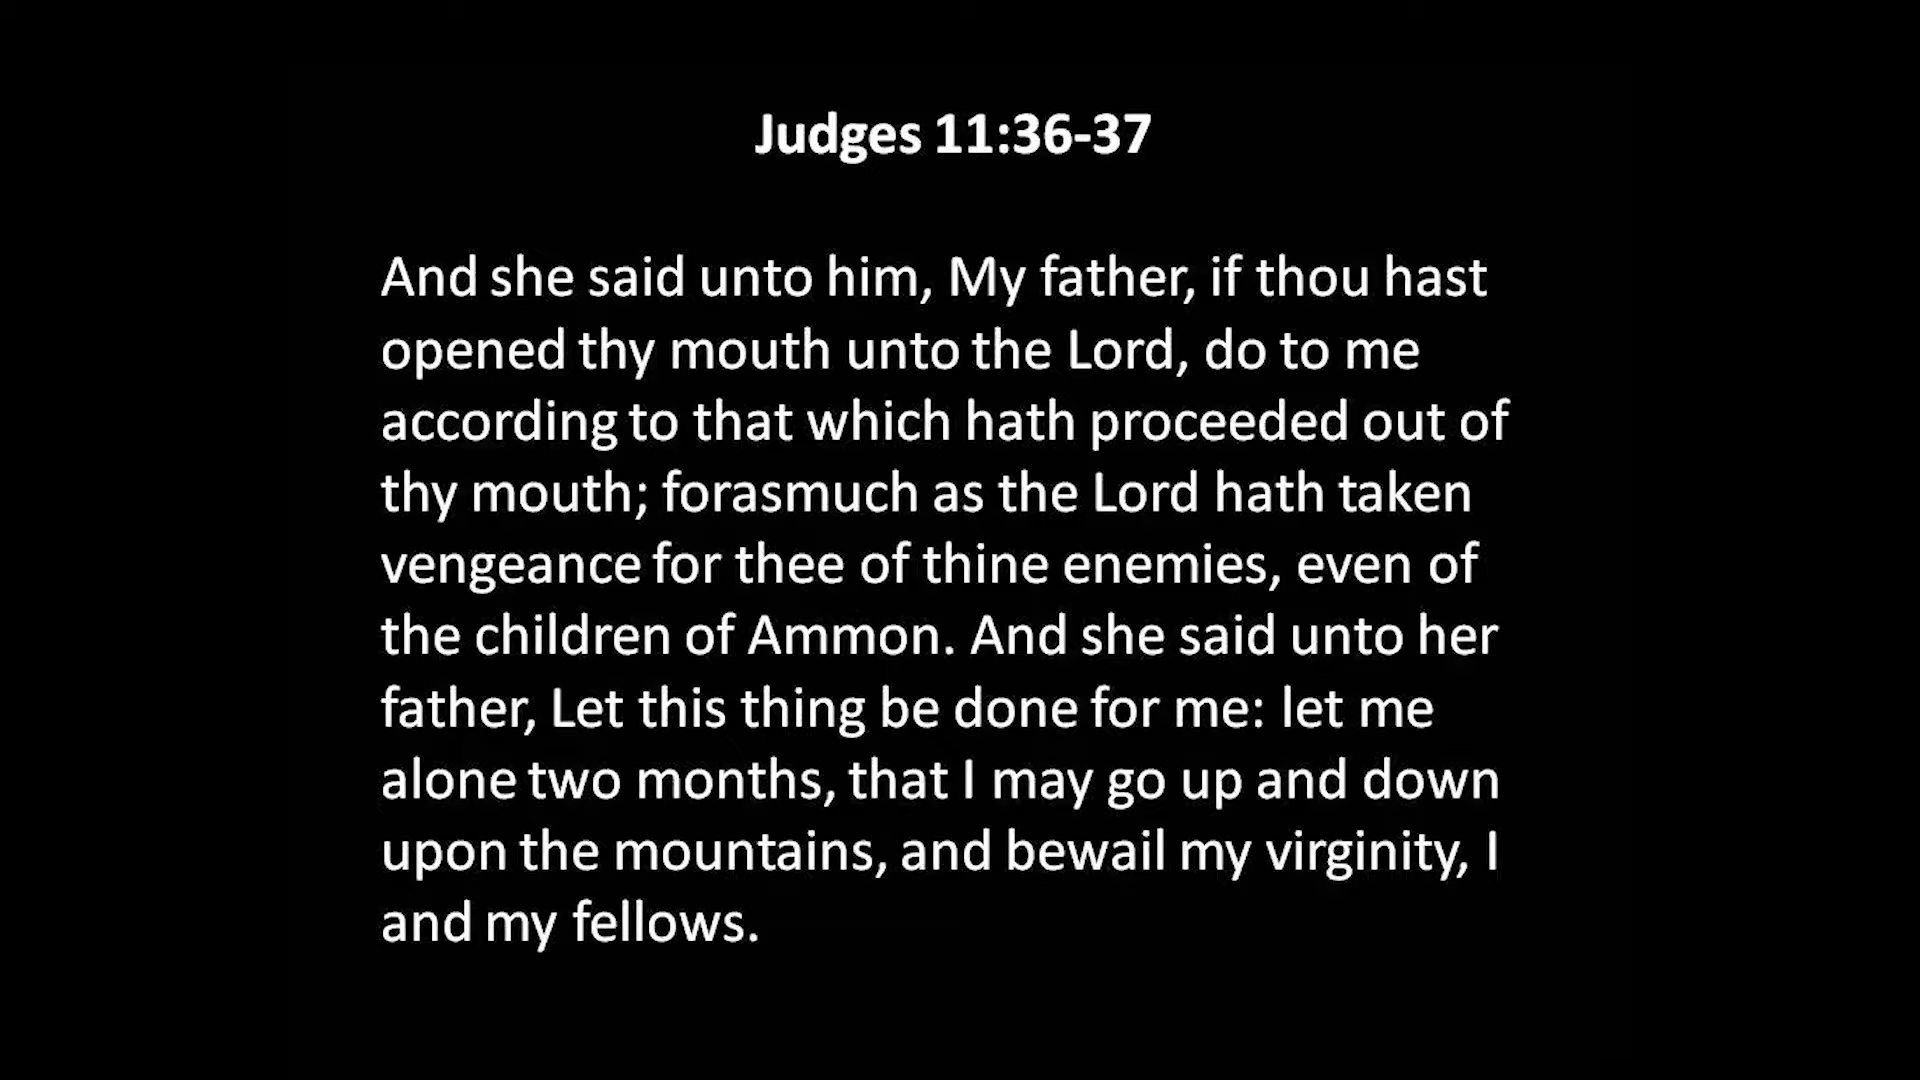 Judges 11:36-37
And she said unto him, My father, if thou hast
opened thy mouth unto the Lord, do to me
according to that which hath proceeded out of
thy mouth; forasmuch as the Lord hath taken
vengeance for thee of thine enemies, even of
the children of Ammon. And she said unto her
father, Let this thing be done for me: let me
alone two months, that I may go up and down
upon the mountains, and bewail my virginity, I
and my fellows.